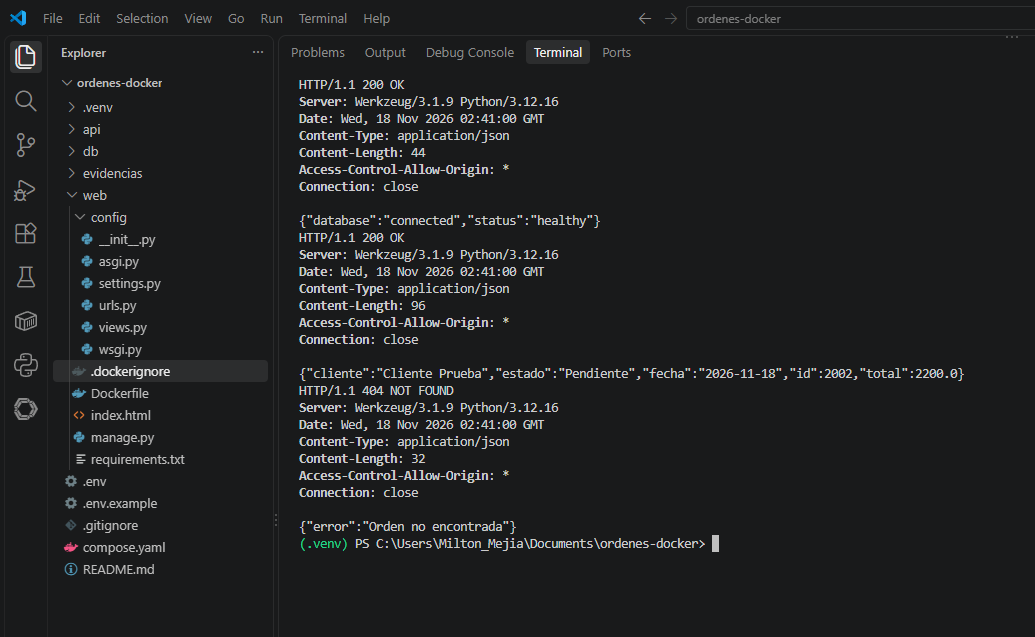 File Edit Selection View Go Run Terminal Help
ordenes-docker
Explorer
ordenes-docker
.venv
api
db
evidencias
web
config
__init__.py
asgi.py
settings.py
urls.py
views.py
wsgi.py
.dockerignore
Dockerfile
index.html
manage.py
requirements.txt
.env
.env.example
.gitignore
compose.yaml
README.md
Problems Output Debug Console Terminal Ports
HTTP/1.1 200 OK
Server: Werkzeug/3.1.9 Python/3.12.16
Date: Wed, 18 Nov 2026 02:41:00 GMT
Content-Type: application/json
Content-Length: 44
Access-Control-Allow-Origin: *
Connection: close
{"database":"connected","status":"healthy"}
HTTP/1.1 200 OK
Server: Werkzeug/3.1.9 Python/3.12.16
Date: Wed, 18 Nov 2026 02:41:00 GMT
Content-Type: application/json
Content-Length: 96
Access-Control-Allow-Origin: *
Connection: close
{"cliente":"Cliente Prueba","estado":"Pendiente","fecha":"2026-11-18","id":2002,"total":2200.0}
HTTP/1.1 404 NOT FOUND
Server: Werkzeug/3.1.9 Python/3.12.16
Date: Wed, 18 Nov 2026 02:41:00 GMT
Content-Type: application/json
Content-Length: 32
Access-Control-Allow-Origin: *
Connection: close
{"error":"Orden no encontrada"}
(.venv) PS C:\Users\Milton_Mejia\Documents\ordenes-docker>